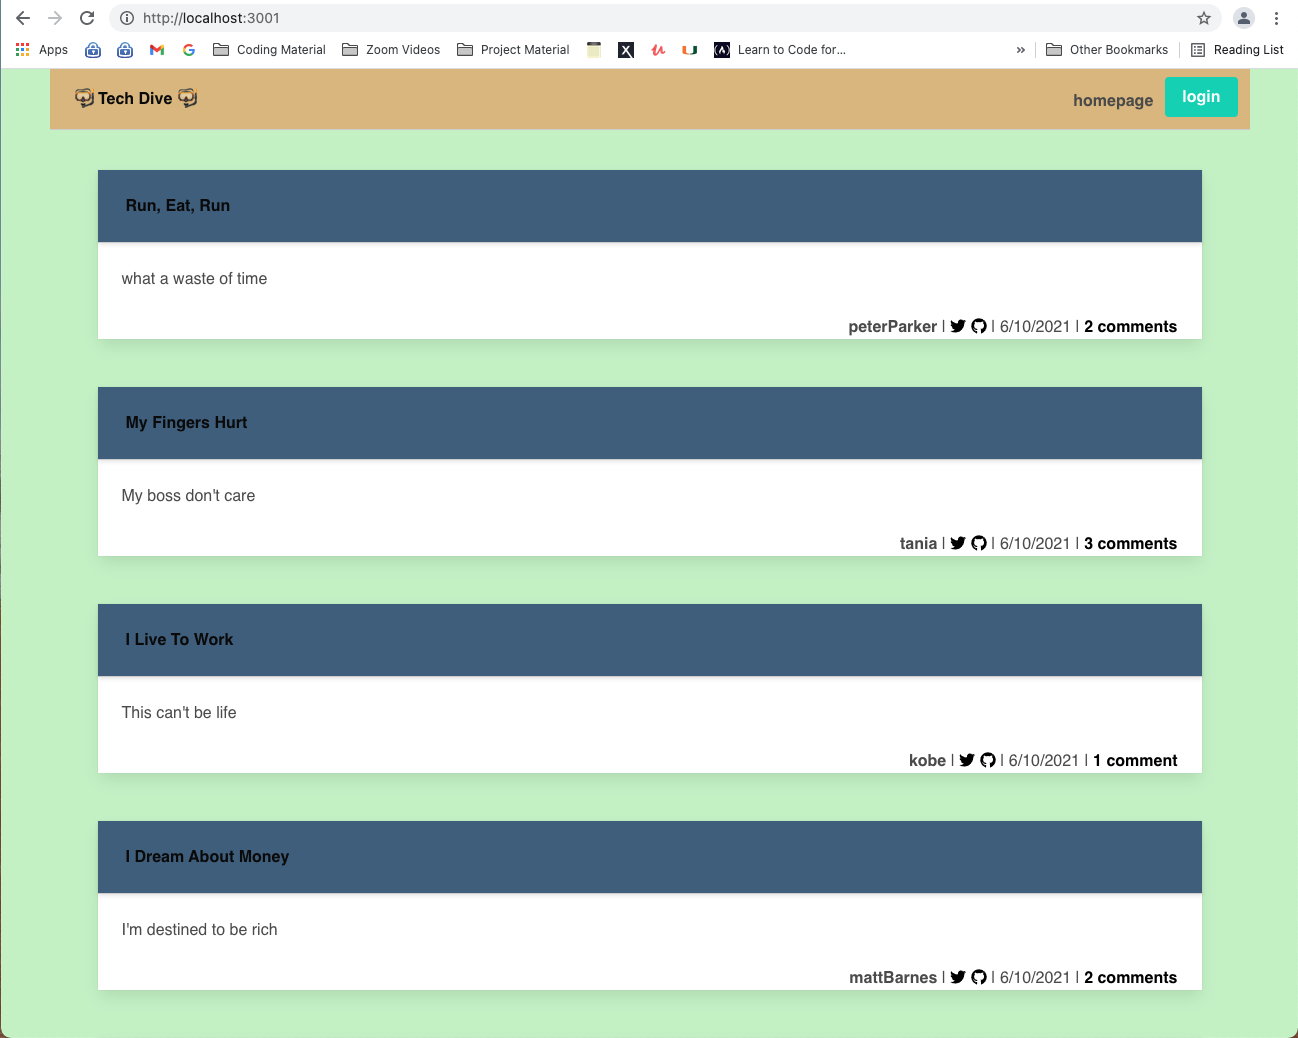 http://localhost:3001
Apps Coding Material Zoom Videos Project Material Learn to Code for... » Other Bookmarks Reading List
Tech Dive homepage login
Run, Eat, Run
what a waste of time
peterParker | | 6/10/2021 | 2 comments
My Fingers Hurt
My boss don't care
tania | | 6/10/2021 | 3 comments
I Live To Work
This can't be life
kobe | | 6/10/2021 | 1 comment
I Dream About Money
I'm destined to be rich
mattBarnes | | 6/10/2021 | 2 comments